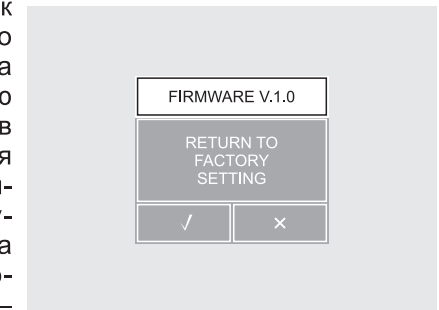 FIRMWARE V.1.0
RETURN TO
FACTORY
SETTING
√ ×